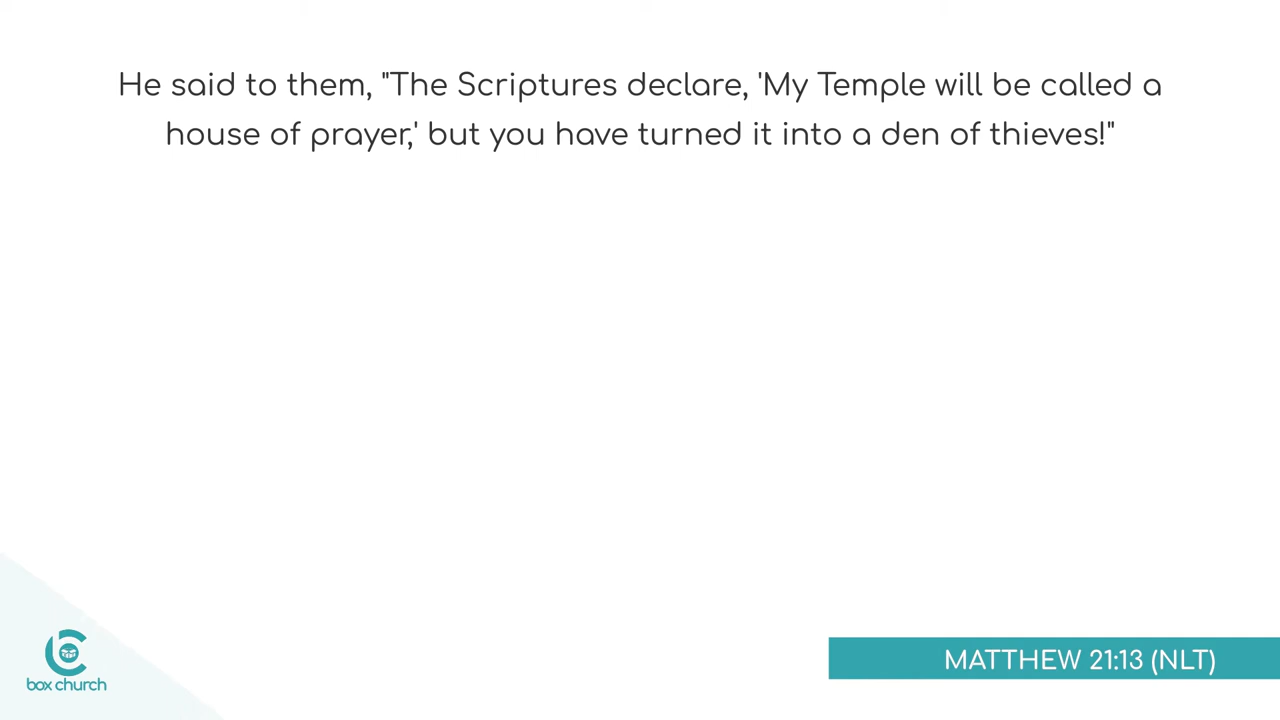 He said to them, "The Scriptures declare, 'My Temple will be called a
house of prayer,' but you have turned it into a den of thieves!"
box church
MATTHEW 21:13 (NLT)